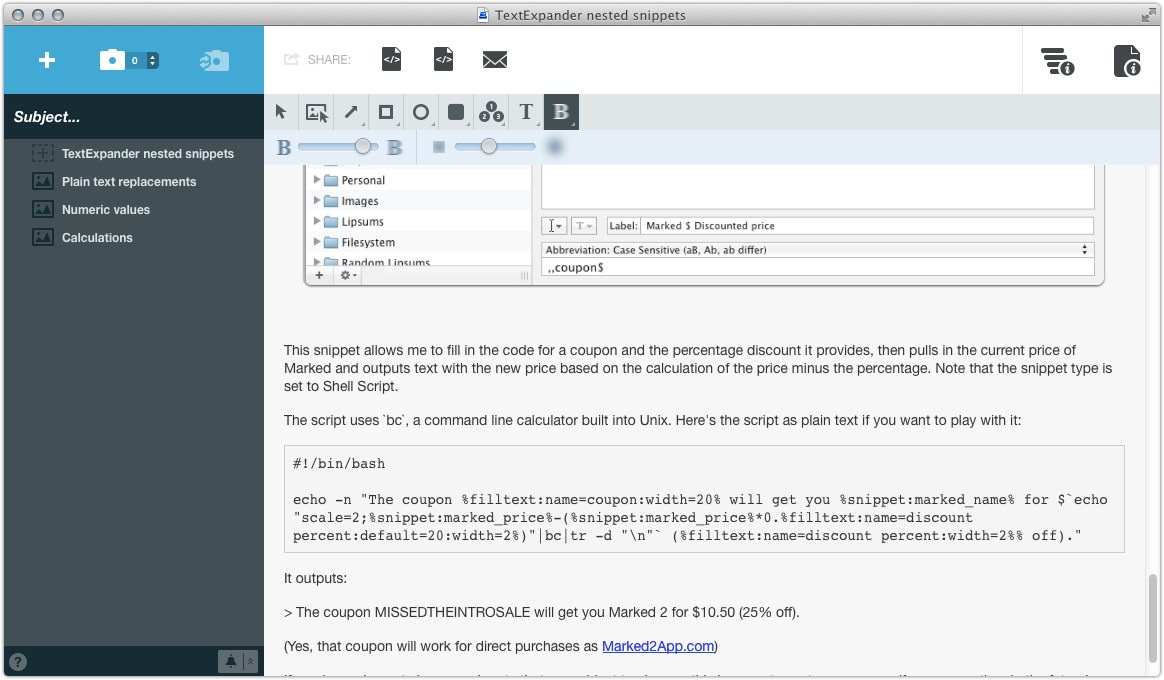 TextExpander nested snippets
0
SHARE:
Subject...
TextExpander nested snippets
Plain text replacements
Numeric values
Calculations
</> </>
1 2 3 T B
B B
Personal
Images
Lipsums
Filesystem
Random Lipsums
+
T
Label: Marked $ Discounted price
Abbreviation: Case Sensitive (aB, Ab, ab differ)
,,coupon$
This snippet allows me to fill in the code for a coupon and the percentage discount it provides, then pulls in the current price of
Marked and outputs text with the new price based on the calculation of the price minus the percentage. Note that the snippet type is
set to Shell Script.
The script uses `bc`, a command line calculator built into Unix. Here's the script as plain text if you want to play with it:
#!/bin/bash
echo -n "The coupon %filltext:name=coupon:width=20% will get you %snippet:marked_name% for $`echo
"scale=2;%snippet:marked_price%-(%snippet:marked_price%*0.%filltext:name=discount
percent:default=20:width=2%)"|bc|tr -d "\n"` (%filltext:name=discount percent:width=2%% off)."
It outputs:
> The coupon MISSEDTHEINTROSALE will get you Marked 2 for $10.50 (25% off).
(Yes, that coupon will work for direct purchases as Marked2App.com)
?